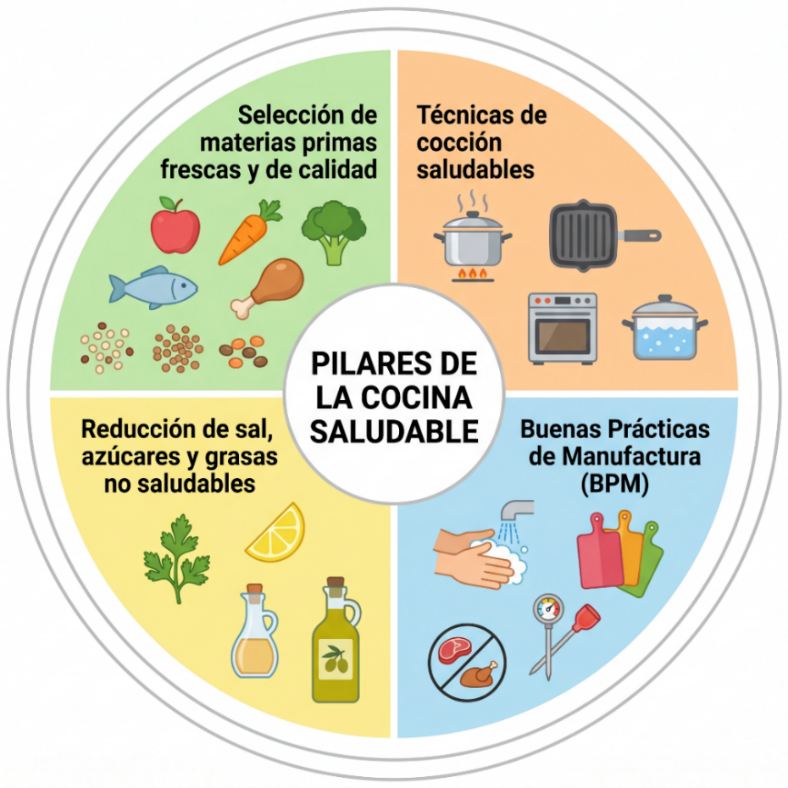 Selección de
materias primas
frescas y de calidad
Técnicas de
cocción
saludables
PILARES DE
LA COCINA
SALUDABLE
Reducción de sal,
azúcares y grasas
no saludables
Buenas Prácticas
de Manufactura
(BPM)